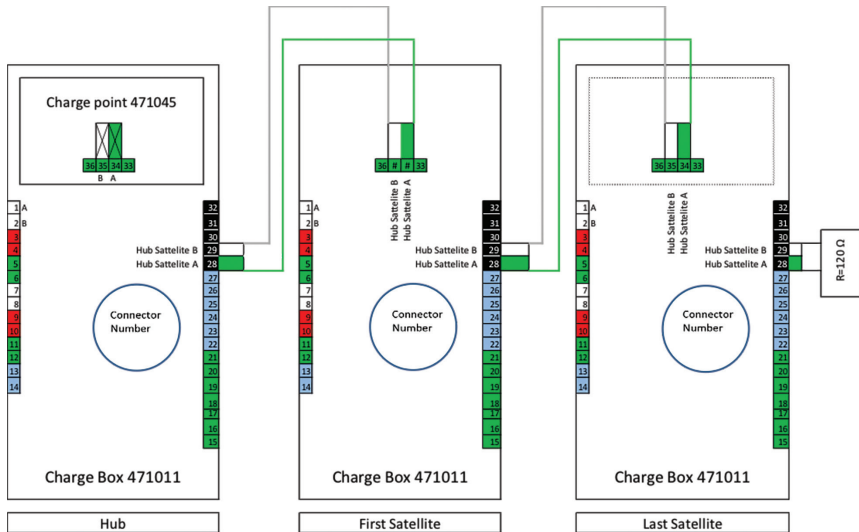 Charge point 471045
36 35 34 33
B A
1 A
2 B
3
4
5
6
7
8
9
10
11
12
13
14
32
31
30
Hub Sattelite B 29
Hub Sattelite A 28
27
26
25
24
23
22
21
20
19
18
17
16
15
Connector
Number
Charge Box 471011
Hub
36 # # 33
Hub Sattelite B
Hub Sattelite A
1 A
2 B
3
4
5
6
7
8
9
10
11
12
13
14
32
31
30
Hub Sattelite B 29
Hub Sattelite A 28
27
26
25
24
23
22
21
20
19
18
17
16
15
Connector
Number
Charge Box 471011
First Satellite
36 35 34 33
Hub Sattelite B
Hub Sattelite A
1 A
2 B
3
4
5
6
7
8
9
10
11
12
13
14
32
31
30
Hub Sattelite B 29
Hub Sattelite A 28
27
26
25
24
23
22
21
20
19
18
17
16
15
R=120 Ω
Connector
Number
Charge Box 471011
Last Satellite